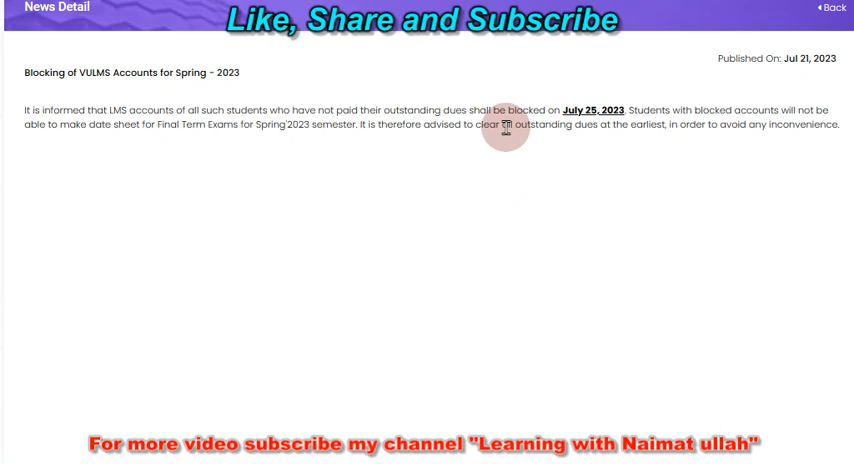 News Detail
Back
Like, Share and Subscribe
Published On: Jul 21, 2023
Blocking of VULMS Accounts for Spring - 2023
It is informed that LMS accounts of all such students who have not paid their outstanding dues shall be blocked on July 25, 2023. Students with blocked accounts will not be
able to make date sheet for Final Term Exams for Spring'2023 semester. It is therefore advised to clear outstanding dues at the earliest, in order to avoid any inconvenience.
For more video subscribe my channel "Learning with Naimat ullah"